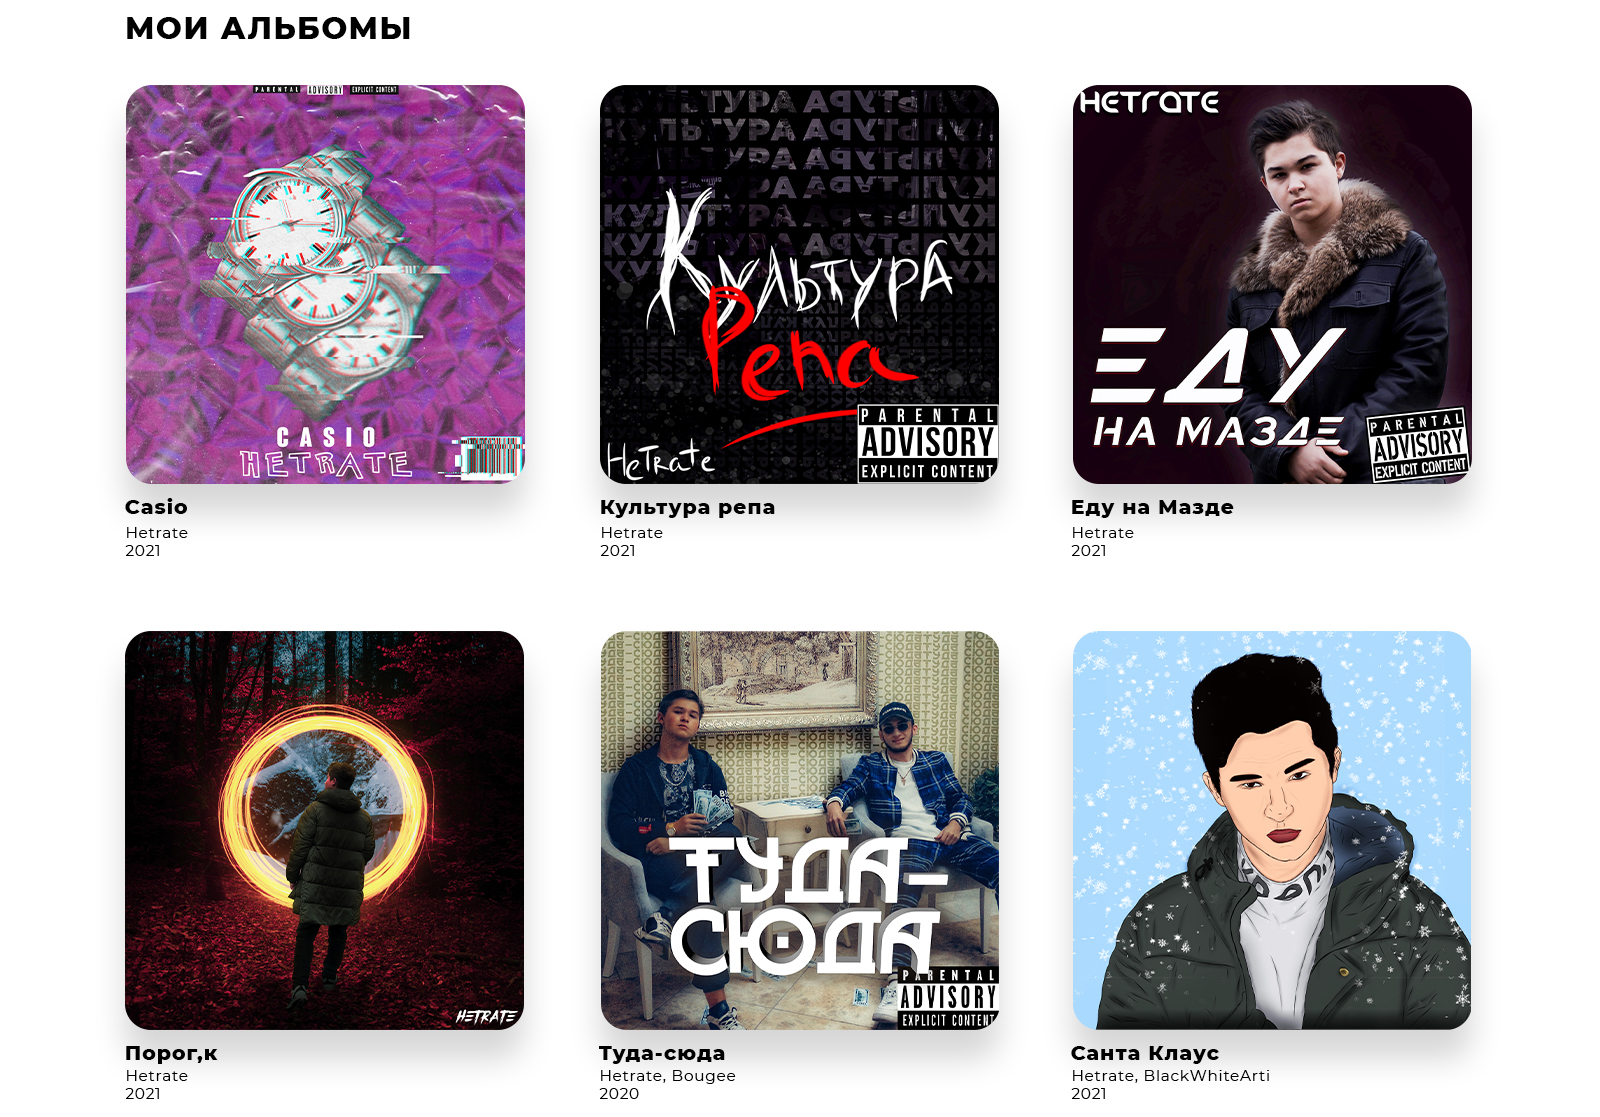 МОИ АЛЬБОМЫ
PARENTAL ADVISORY EXPLICIT CONTENT
CASIO
HETRATE
Casio
Hetrate
2021
КУЛЬТУРА
Культура
Репа
HeTRate
PARENTAL
ADVISORY
EXPLICIT CONTENT
Культура репа
Hetrate
2021
HETRATE
ЕДУ
НА МАЗДЕ
PARENTAL
ADVISORY
EXPLICIT CONTENT
Еду на Мазде
Hetrate
2021
HETRATE
Порог,к
Hetrate
2021
ТУДА-
СЮДА
PARENTAL
ADVISORY
EXPLICIT CONTENT
Туда-сюда
Hetrate, Bougee
2020
Санта Клаус
Hetrate, BlackWhiteArti
2021